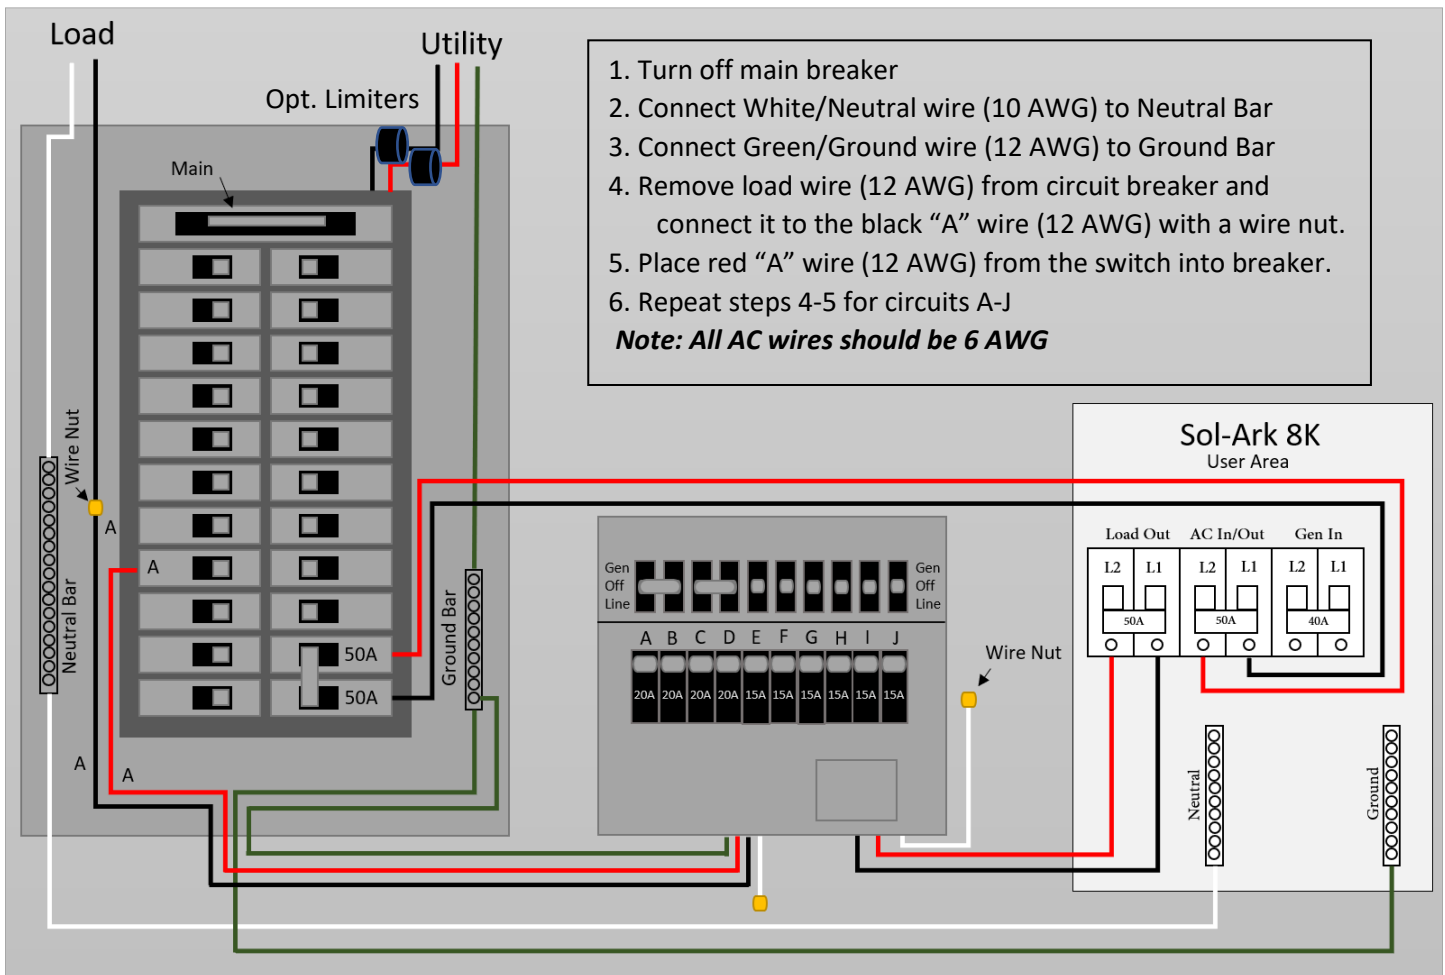 Load
Utility
Opt. Limiters
Main
1. Turn off main breaker
2. Connect White/Neutral wire (10 AWG) to Neutral Bar
3. Connect Green/Ground wire (12 AWG) to Ground Bar
4. Remove load wire (12 AWG) from circuit breaker and
connect it to the black “A” wire (12 AWG) with a wire nut.
5. Place red “A” wire (12 AWG) from the switch into breaker.
6. Repeat steps 4-5 for circuits A-J
Note: All AC wires should be 6 AWG
Wire Nut
A
A
Neutral Bar
Ground Bar
50A
50A
A
A
Gen
Off
Line
Gen
Off
Line
A B C D E F G H I J
20A 20A 20A 20A 15A 15A 15A 15A 15A 15A
Wire Nut
Sol-Ark 8K
User Area
Load Out AC In/Out Gen In
L2 L1 L2 L1 L2 L1
50A 50A 40A
Neutral
Ground